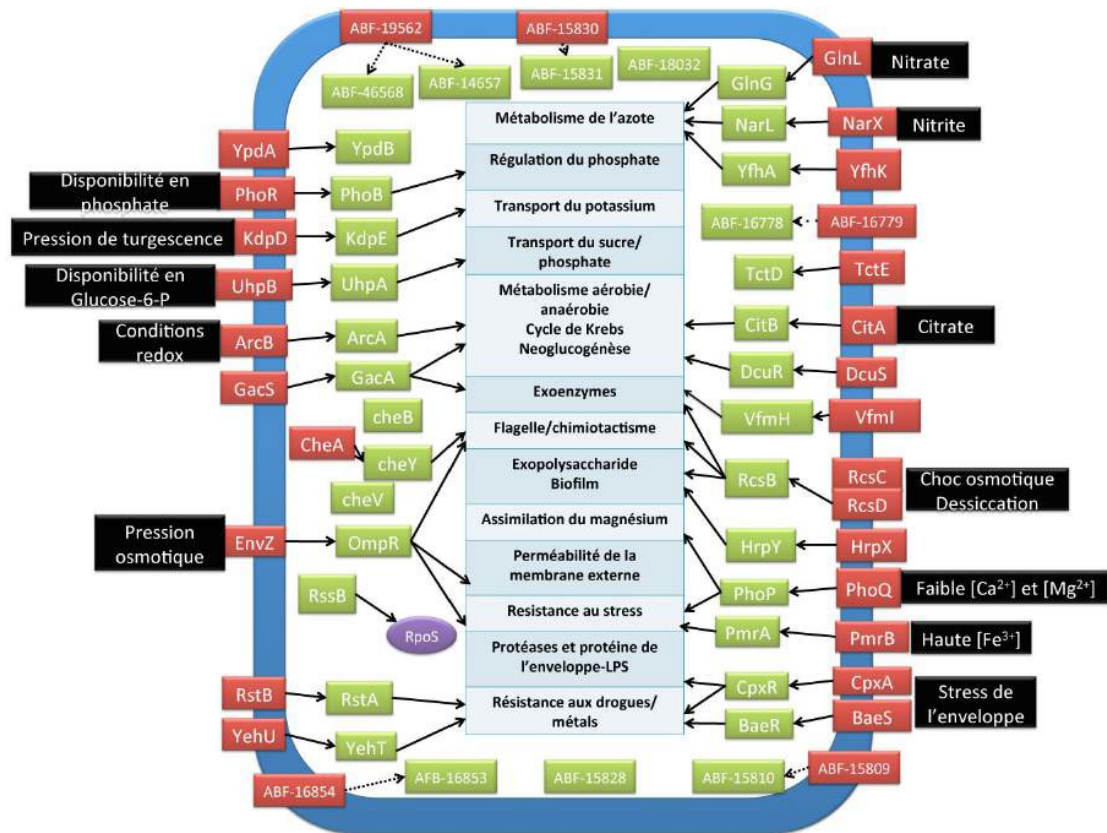 ABF-19562
ABF-15830
ABF-46568
ABF-14657
ABF-15831
ABF-18032
GlnG
GlnL
Nitrate
NarL
NarX
Nitrite
YfhA
YfhK
YpdA
YpdB
Disponibilité en
phosphate
PhoR
PhoB
Pression de turgescence
KdpD
KdpE
Disponibilité en
Glucose-6-P
UhpB
UhpA
Conditions
redox
ArcB
ArcA
GacS
GacA
cheB
CheA
cheY
cheV
Pression
osmotique
EnvZ
OmpR
RssB
RpoS
RstB
RstA
YehU
YehT
ABF-16854
AFB-16853
ABF-15828
ABF-15810
ABF-15809
Métabolisme de l’azote
Régulation du phosphate
Transport du potassium
Transport du sucre/
phosphate
Métabolisme aérobie/
anaérobie
Cycle de Krebs
Neoglucogénèse
Exoenzymes
Flagelle/chimiotactisme
Exopolysaccharide
Biofilm
Assimilation du magnésium
Perméabilité de la
membrane externe
Resistance au stress
Protéases et protéine de
l’enveloppe-LPS
Résistance aux drogues/
métals
ABF-16778
ABF-16779
TctD
TctE
CitB
CitA
Citrate
DcuR
DcuS
VfmH
VfmI
RcsB
RcsC
RcsD
Choc osmotique
Dessiccation
HrpY
HrpX
PhoP
PhoQ
Faible [Ca²⁺] et [Mg²⁺]
PmrA
PmrB
Haute [Fe³⁺]
CpxR
CpxA
BaeR
BaeS
Stress de
l’enveloppe